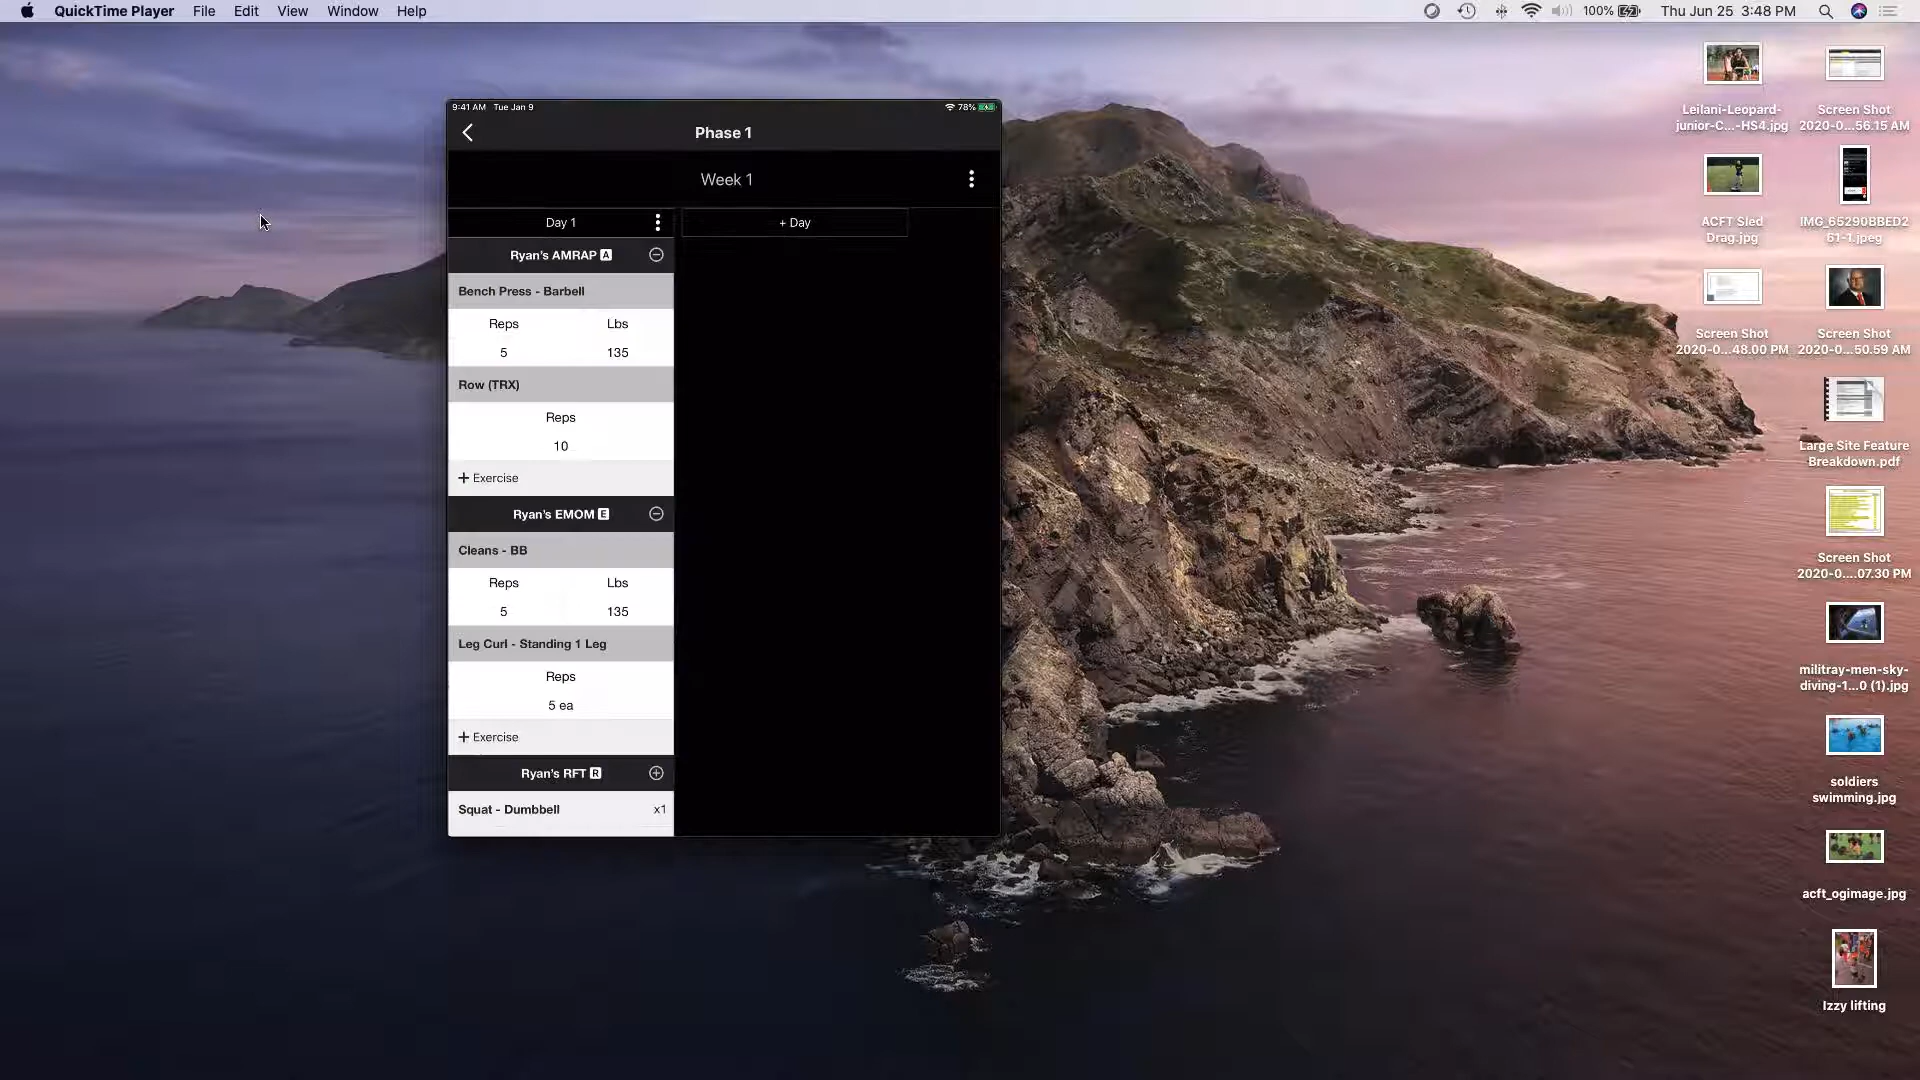 QuickTime Player File Edit View Window Help
100% Thu Jun 25 3:48 PM
9:41 AM Tue Jan 9
78%
Phase 1
Week 1
Day 1
+ Day
Ryan's AMRAP A
Bench Press - Barbell
Reps Lbs
5 135
Row (TRX)
Reps
10
+ Exercise
Ryan's EMOM E
Cleans - BB
Reps Lbs
5 135
Leg Curl - Standing 1 Leg
Reps
5 ea
+ Exercise
Ryan's RFT R
Squat - Dumbbell x1
Leilani-Leopard-
junior-C...-HS4.jpg
Screen Shot
2020-0...56.15 AM
ACFT Sled
Drag.jpg
IMG_65290BBED2
61-1.jpeg
Screen Shot
2020-0...48.00 PM
Screen Shot
2020-0...50.59 AM
Large Site Feature
Breakdown.pdf
Screen Shot
2020-0....07.30 PM
militray-men-sky-
diving-1...0 (1).jpg
soldiers
swimming.jpg
acft_ogimage.jpg
Izzy lifting